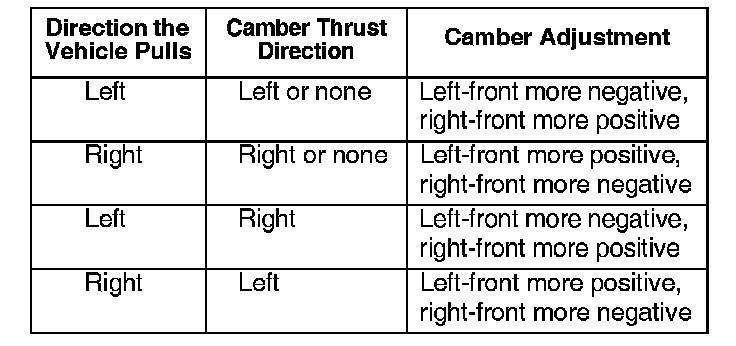 Direction the Vehicle Pulls | Camber Thrust Direction | Camber Adjustment
Left | Left or none | Left-front more negative,
right-front more positive
Right | Right or none | Left-front more positive,
right-front more negative
Left | Right | Left-front more negative,
right-front more positive
Right | Left | Left-front more positive,
right-front more negative